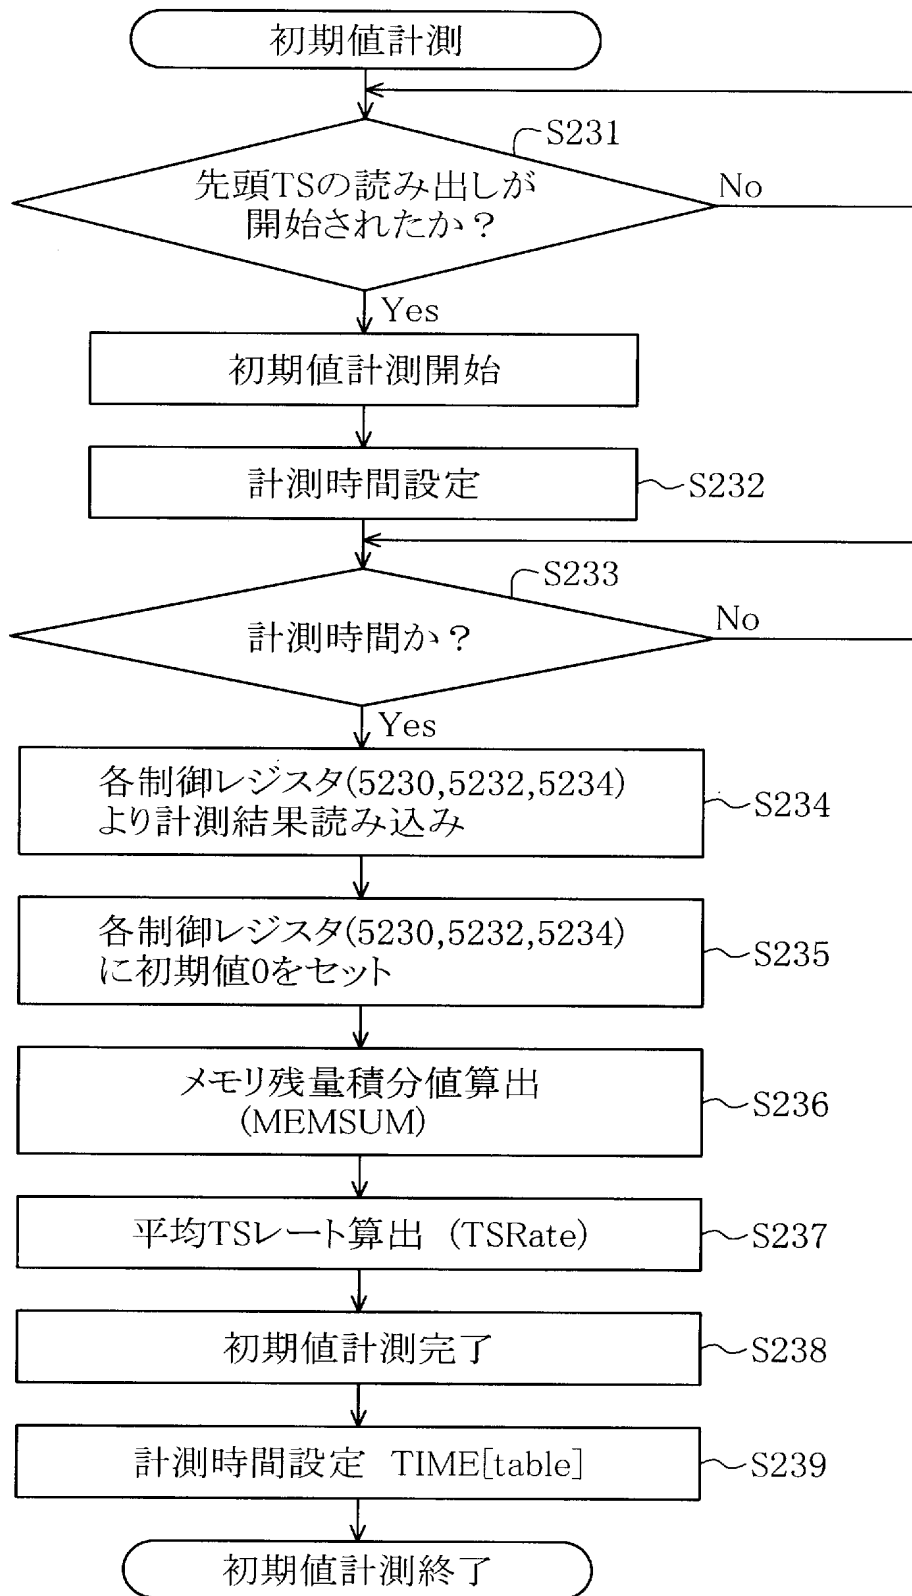 初期値計測
S231
先頭TSの読み出しが
開始されたか？
No
Yes
初期値計測開始
計測時間設定
S232
S233
計測時間か？
No
Yes
各制御レジスタ(5230,5232,5234)
より計測結果読み込み
S234
各制御レジスタ(5230,5232,5234)
に初期値0をセット
S235
メモリ残量積分値算出
(MEMSUM)
S236
平均TSレート算出 (TSRate)
S237
初期値計測完了
S238
計測時間設定 TIME[table]
S239
初期値計測終了